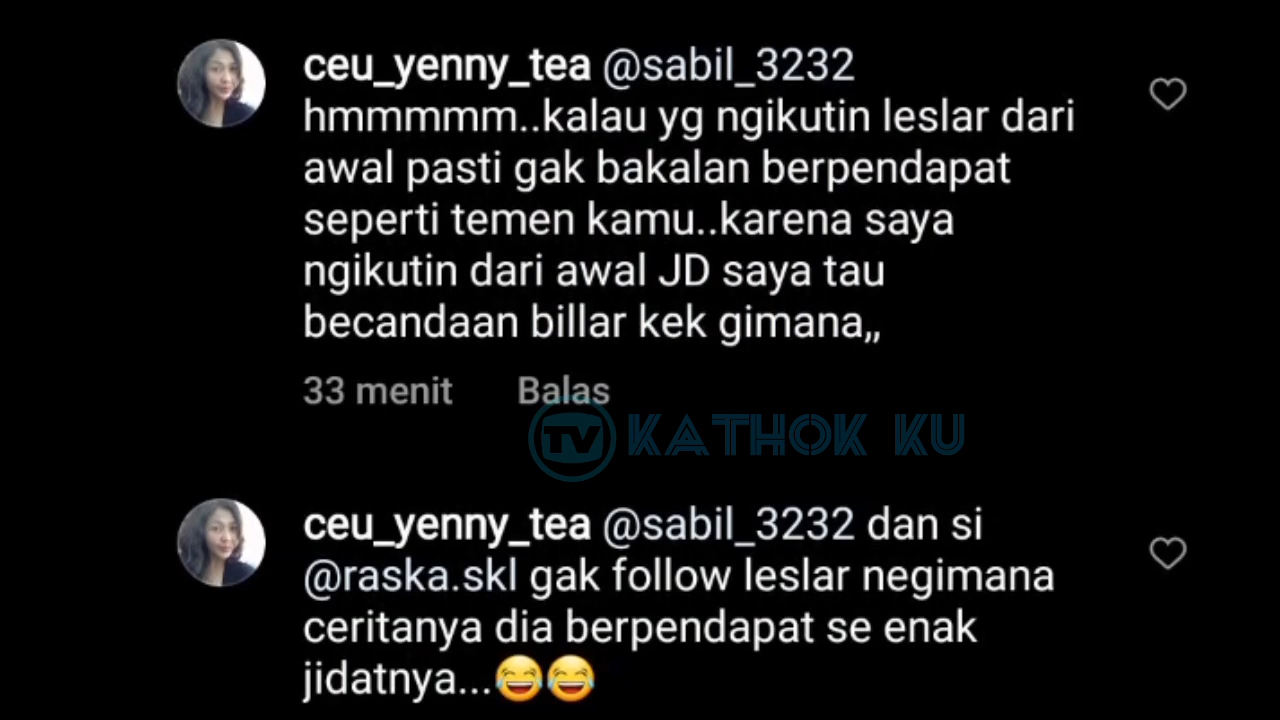 ceu_yenny_tea @sabil_3232
hmmmmm..kalau yg ngikutin leslar dari
awal pasti gak bakalan berpendapat
seperti temen kamu..karena saya
ngikutin dari awal JD saya tau
becandaan billar kek gimana,,
33 menit Balas
TV KATHOK KU
ceu_yenny_tea @sabil_3232 dan si
@raska.skl gak follow leslar negimana
ceritanya dia berpendapat se enak
jidatnya...😂😂